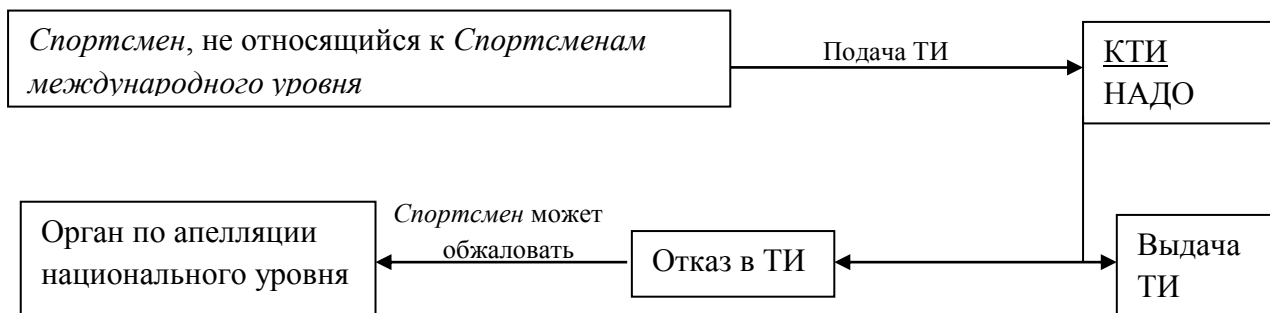 Спортсмен, не относящийся к Спортсменам
международного уровня
Подача ТИ
КТИ
НАДО
Орган по апелляции
национального уровня
Спортсмен может
обжаловать
Отказ в ТИ
Выдача
ТИ